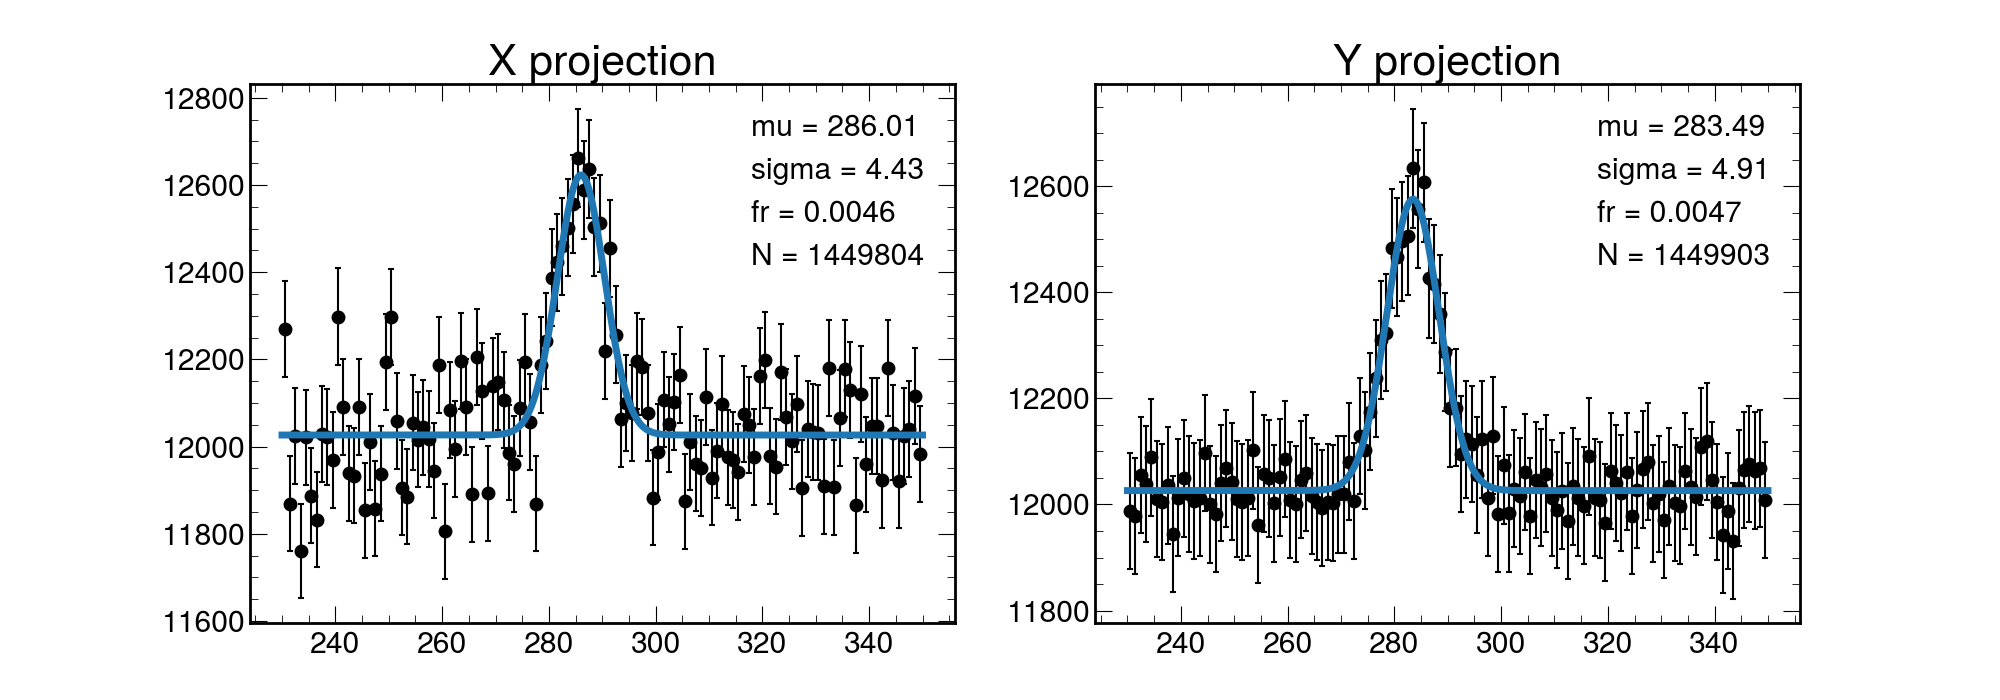 X projection
12800
12600
12400
12200
12000
11800
11600
240 260 280 300 320 340
mu = 286.01
sigma = 4.43
fr = 0.0046
N = 1449804
Y projection
12600
12400
12200
12000
11800
240 260 280 300 320 340
mu = 283.49
sigma = 4.91
fr = 0.0047
N = 1449903